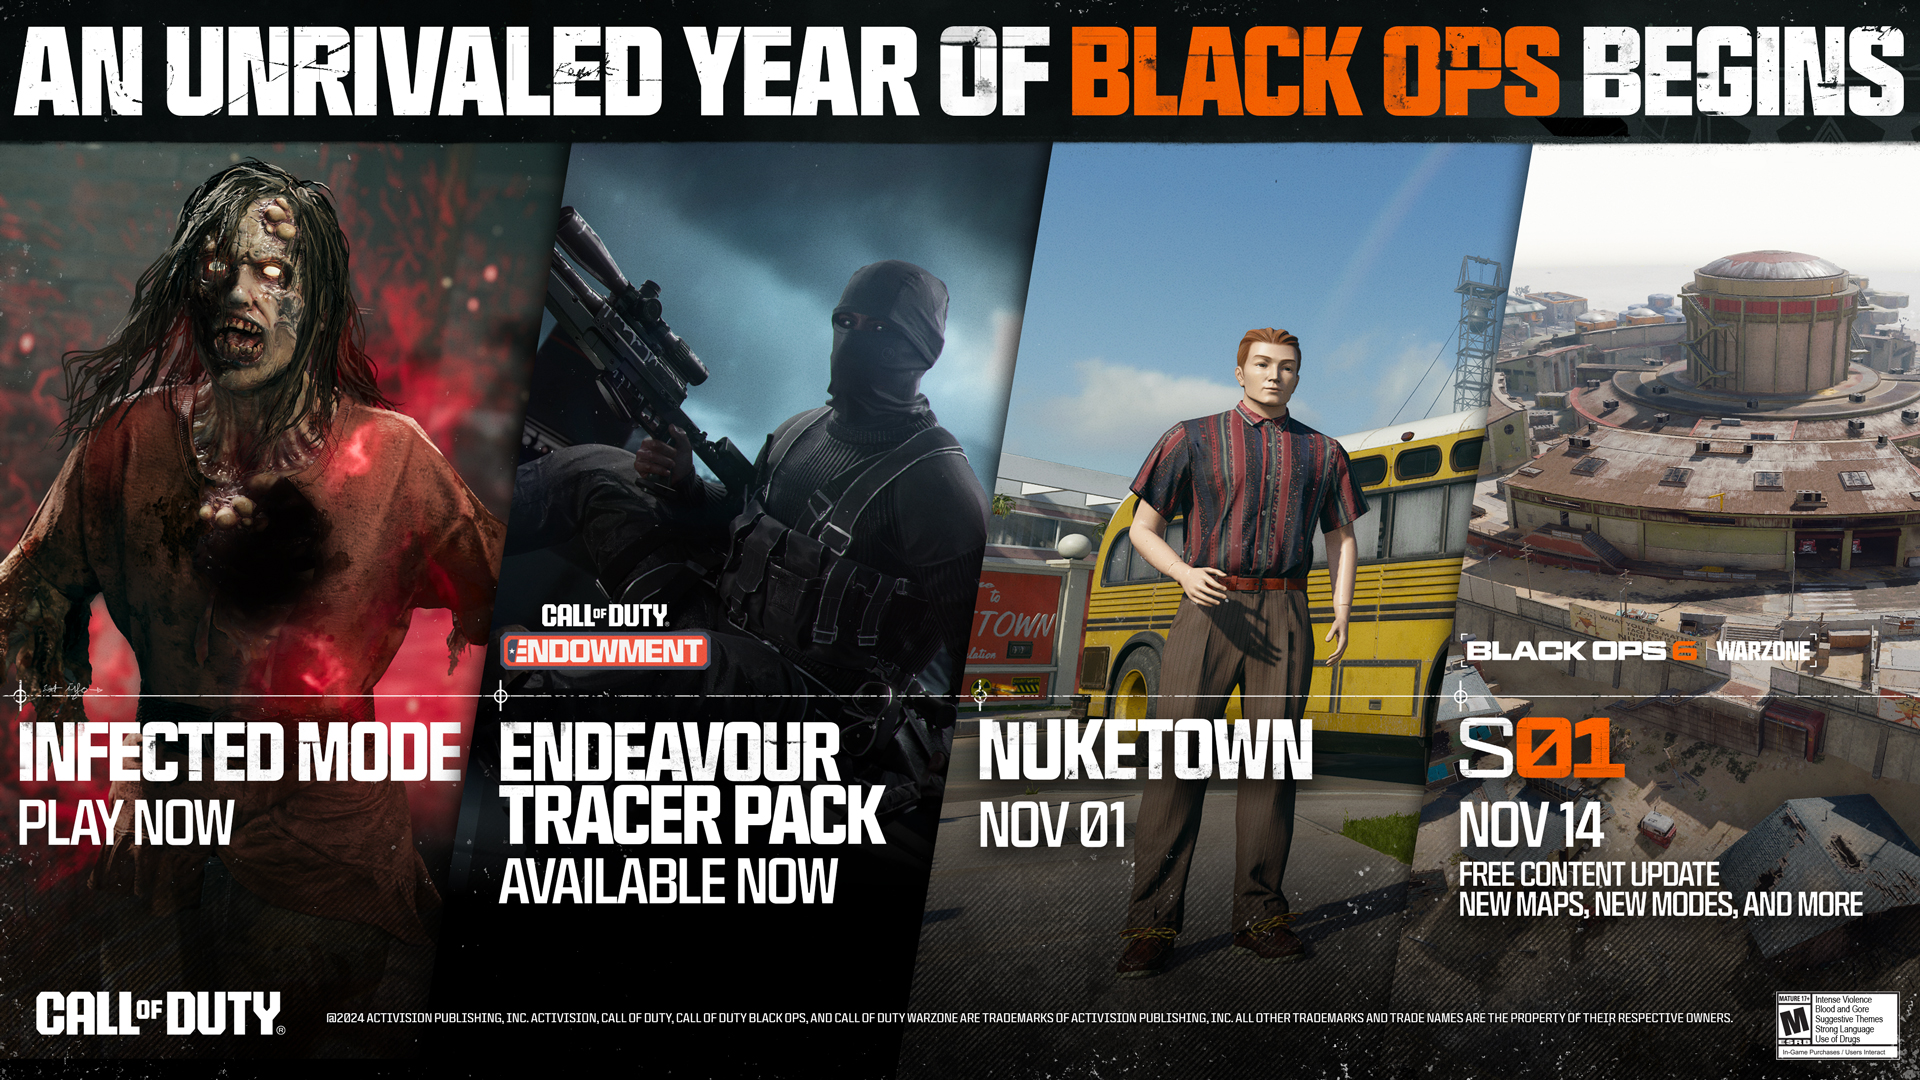 AN UNRIVALED YEAR OF BLACK OPS BEGINS
CALL OF DUTY®
ENDOWMENT
to
TOWN
BLACK OPS 6 | WARZONE
INFECTED MODE
PLAY NOW
ENDEAVOUR
TRACER PACK
AVAILABLE NOW
NUKETOWN
NOV 01
S01
NOV 14
FREE CONTENT UPDATE
NEW MAPS, NEW MODES, AND MORE
CALL OF DUTY®
©2024 ACTIVISION PUBLISHING, INC. ACTIVISION, CALL OF DUTY, CALL OF DUTY BLACK OPS, AND CALL OF DUTY WARZONE ARE TRADEMARKS OF ACTIVISION PUBLISHING, INC. ALL OTHER TRADEMARKS AND TRADE NAMES ARE THE PROPERTY OF THEIR RESPECTIVE OWNERS.
MATURE 17+
M
ESRB
Intense Violence
Blood and Gore
Suggestive Themes
Strong Language
Use of Drugs
In-Game Purchases / Users Interact